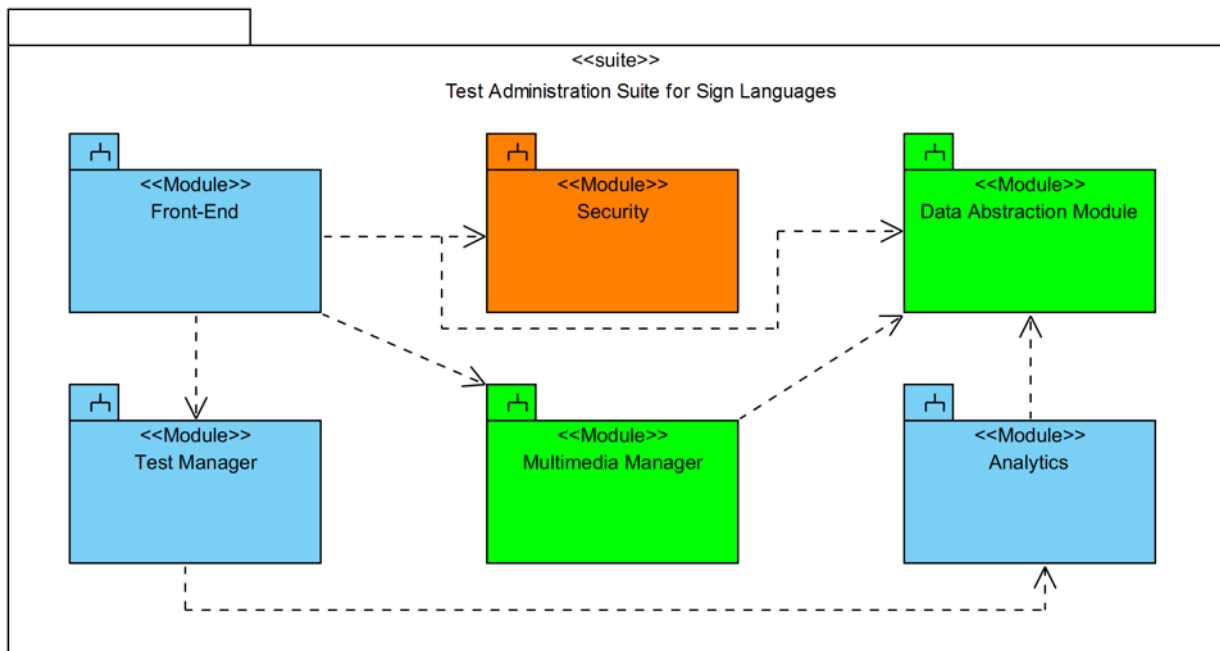 <<suite>>
Test Administration Suite for Sign Languages
<<Module>>
Front-End
<<Module>>
Security
<<Module>>
Data Abstraction Module
<<Module>>
Test Manager
<<Module>>
Multimedia Manager
<<Module>>
Analytics